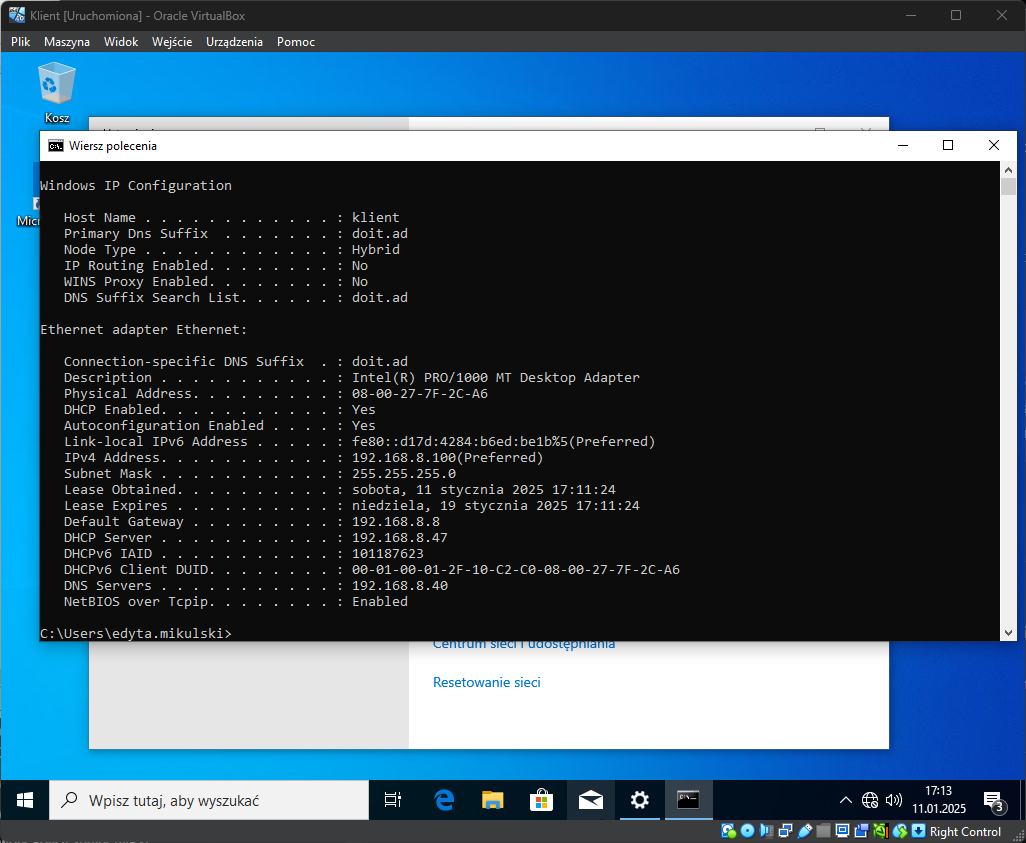 Klient [Uruchomiona] - Oracle VirtualBox
Plik Maszyna Widok Wejście Urządzenia Pomoc
Kosz
Wiersz polecenia
Windows IP Configuration
Host Name . . . . . . . . . . . . : klient
Primary Dns Suffix  . . . . . . . : doit.ad
Node Type . . . . . . . . . . . . : Hybrid
IP Routing Enabled. . . . . . . . : No
WINS Proxy Enabled. . . . . . . . : No
DNS Suffix Search List. . . . . . : doit.ad
Ethernet adapter Ethernet:
Connection-specific DNS Suffix  . : doit.ad
Description . . . . . . . . . . . : Intel(R) PRO/1000 MT Desktop Adapter
Physical Address. . . . . . . . . : 08-00-27-7F-2C-A6
DHCP Enabled. . . . . . . . . . . : Yes
Autoconfiguration Enabled . . . . : Yes
Link-local IPv6 Address . . . . . : fe80::d17d:4284:b6ed:be1b%5(Preferred)
IPv4 Address. . . . . . . . . . . : 192.168.8.100(Preferred)
Subnet Mask . . . . . . . . . . . : 255.255.255.0
Lease Obtained. . . . . . . . . . : sobota, 11 stycznia 2025 17:11:24
Lease Expires . . . . . . . . . . : niedziela, 19 stycznia 2025 17:11:24
Default Gateway . . . . . . . . . : 192.168.8.8
DHCP Server . . . . . . . . . . . : 192.168.8.47
DHCPv6 IAID . . . . . . . . . . . : 101187623
DHCPv6 Client DUID. . . . . . . . : 00-01-00-01-2F-10-C2-C0-08-00-27-7F-2C-A6
DNS Servers . . . . . . . . . . . : 192.168.8.40
NetBIOS over Tcpip. . . . . . . . : Enabled
C:\Users\edyta.mikulski>
Centrum sieci i udostępniania
Resetowanie sieci
Wpisz tutaj, aby wyszukać
17:13
11.01.2025
3
Right Control